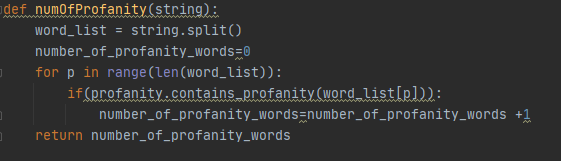 def numOfProfanity(string):
    word_list = string.split()
    number_of_profanity_words=0
    for p in range(len(word_list)):
        if(profanity.contains_profanity(word_list[p])):
            number_of_profanity_words=number_of_profanity_words +1
    return number_of_profanity_words